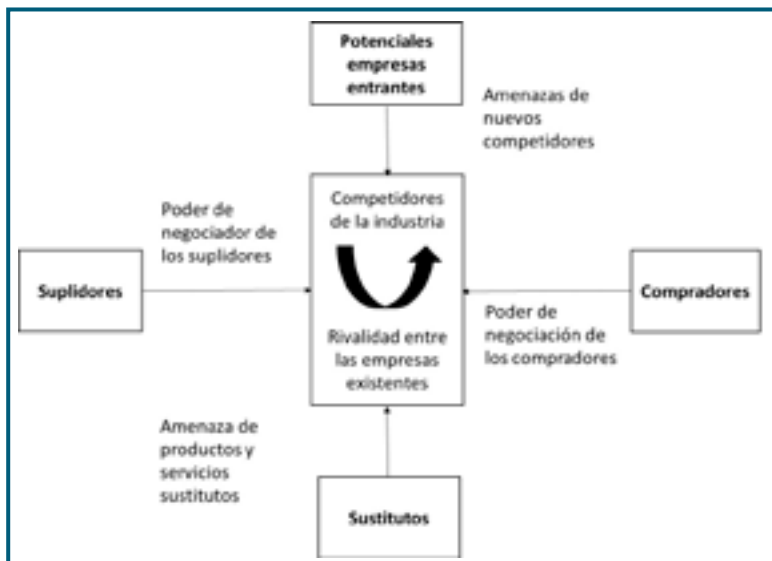 Potenciales
empresas
entrantes
Amenazas de
nuevos
competidores
Competidores
de la industria
Poder de
negociador de
los suplidores
Suplidores
Compradores
Rivalidad entre
las empresas
existentes
Poder de
negociación de
los compradores
Amenaza de
productos y
servicios
sustitutos
Sustitutos